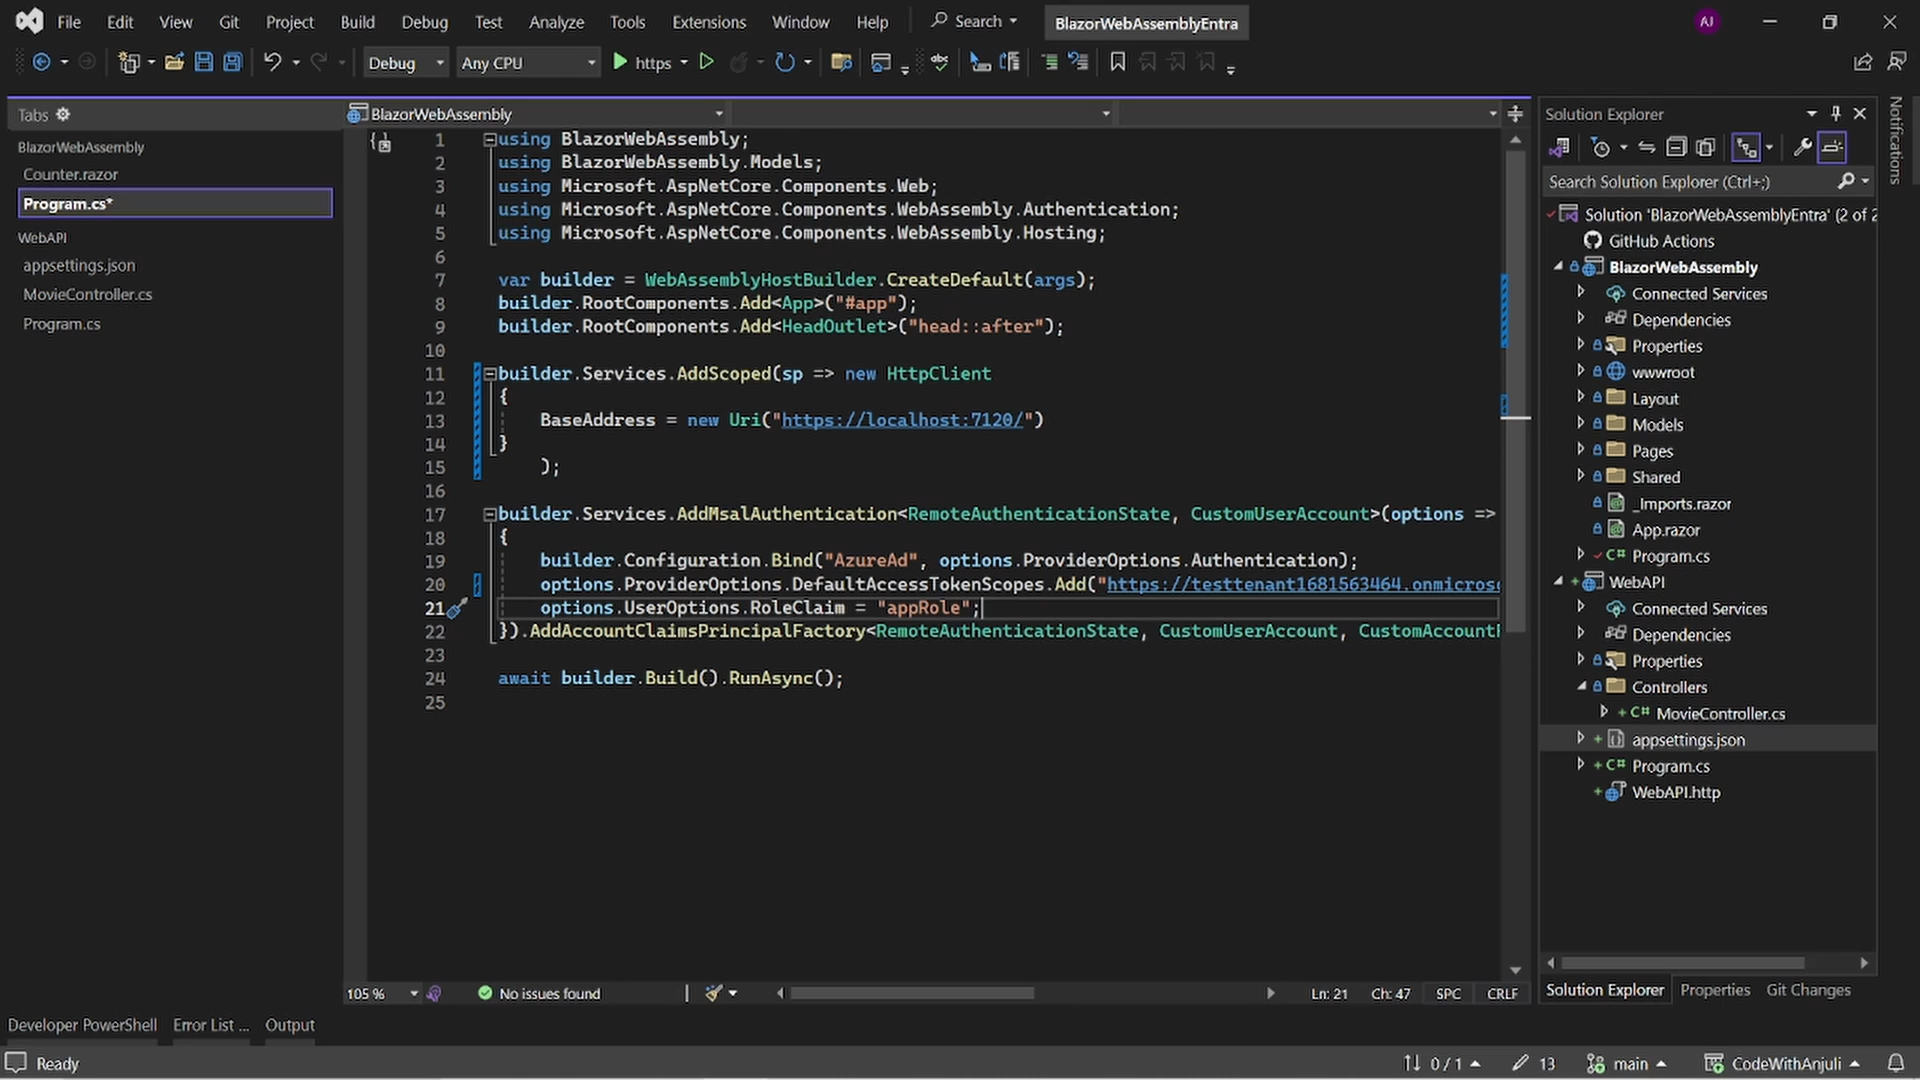 File Edit View Git Project Build Debug Test Analyze Tools Extensions Window Help Search BlazorWebAssemblyEntra AJ
Debug Any CPU https
Tabs
BlazorWebAssembly
Counter.razor
Program.cs*
WebAPI
appsettings.json
MovieController.cs
Program.cs
BlazorWebAssembly
1 using BlazorWebAssembly;
2 using BlazorWebAssembly.Models;
3 using Microsoft.AspNetCore.Components.Web;
4 using Microsoft.AspNetCore.Components.WebAssembly.Authentication;
5 using Microsoft.AspNetCore.Components.WebAssembly.Hosting;
6
7 var builder = WebAssemblyHostBuilder.CreateDefault(args);
8 builder.RootComponents.Add<App>("#app");
9 builder.RootComponents.Add<HeadOutlet>("head::after");
10
11 builder.Services.AddScoped(sp => new HttpClient
12 {
13 BaseAddress = new Uri("https://localhost:7120/")
14 }
15 );
16
17 builder.Services.AddMsalAuthentication<RemoteAuthenticationState, CustomUserAccount>(options =>
18 {
19 builder.Configuration.Bind("AzureAd", options.ProviderOptions.Authentication);
20 options.ProviderOptions.DefaultAccessTokenScopes.Add("https://testtenant1681563464.onmicroso
21 options.UserOptions.RoleClaim = "appRole";
22 }).AddAccountClaimsPrincipalFactory<RemoteAuthenticationState, CustomUserAccount, CustomAccount
23
24 await builder.Build().RunAsync();
25
105 % No issues found Ln: 21 Ch: 47 SPC CRLF
Solution Explorer
Search Solution Explorer (Ctrl+;)
Solution 'BlazorWebAssemblyEntra' (2 of 2
GitHub Actions
BlazorWebAssembly
Connected Services
Dependencies
Properties
wwwroot
Layout
Models
Pages
Shared
_Imports.razor
App.razor
C# Program.cs
WebAPI
Connected Services
Dependencies
Properties
Controllers
C# MovieController.cs
appsettings.json
C# Program.cs
WebAPI.http
Solution Explorer Properties Git Changes
Notifications
Developer PowerShell Error List ... Output
Ready 0 / 1 13 main CodeWithAnjuli